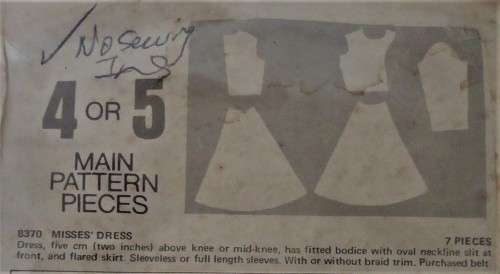 ✓ No Sewing
Ins
4 OR 5
MAIN
PATTERN
PIECES
8370 MISSES' DRESS
7 PIECES
Dress, five cm (two inches) above knee or mid-knee, has fitted bodice with oval neckline slit at
front, and flared skirt. Sleeveless or full length sleeves. With or without braid trim. Purchased belt.